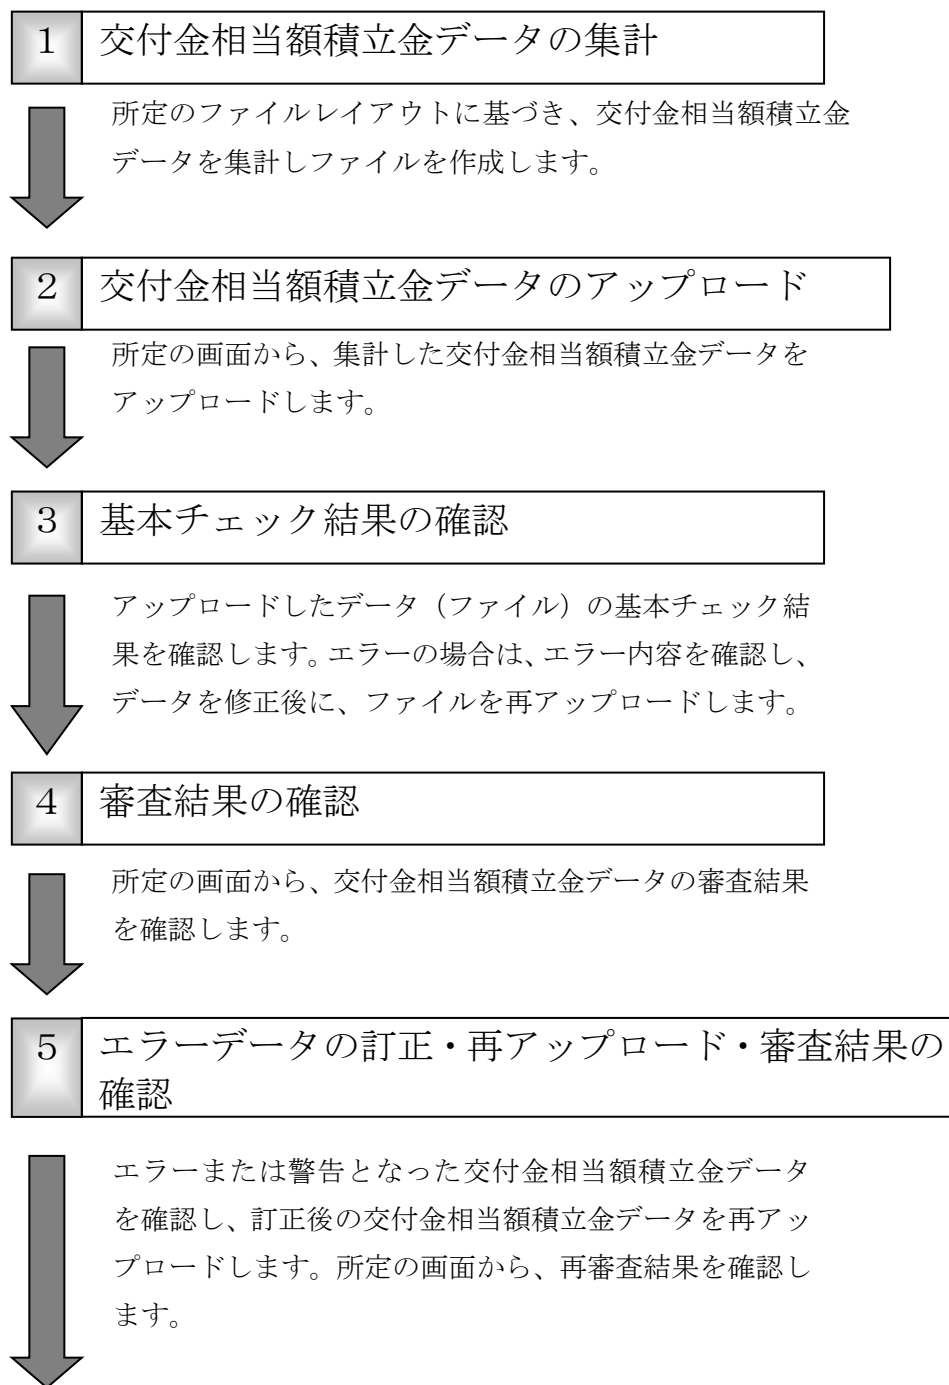 1 交付金相当額積立金データの集計
所定のファイルレイアウトに基づき、交付金相当額積立金
データを集計しファイルを作成します。
2 交付金相当額積立金データのアップロード
所定の画面から、集計した交付金相当額積立金データを
アップロードします。
3 基本チェック結果の確認
アップロードしたデータ（ファイル）の基本チェック結
果を確認します。エラーの場合は、エラー内容を確認し、
データを修正後に、ファイルを再アップロードします。
4 審査結果の確認
所定の画面から、交付金相当額積立金データの審査結果
を確認します。
5 エラーデータの訂正・再アップロード・審査結果の
確認
エラーまたは警告となった交付金相当額積立金データ
を確認し、訂正後の交付金相当額積立金データを再アッ
プロードします。所定の画面から、再審査結果を確認し
ます。